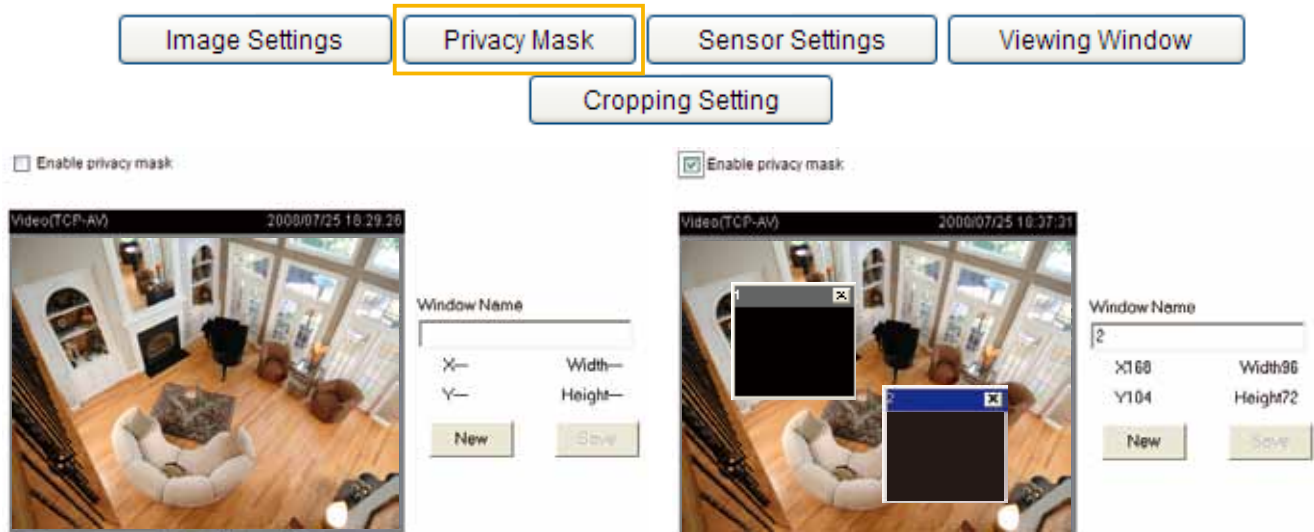 Image Settings
Privacy Mask
Sensor Settings
Viewing Window
Cropping Setting
Enable privacy mask
Video(TCP-AV) 2008/07/25 18:29:26
Window Name
X— Width—
Y— Height—
New Save
Enable privacy mask
Video(TCP-AV) 2008/07/25 18:37:31
1
2
Window Name
2
X168 Width96
Y104 Height72
New Save